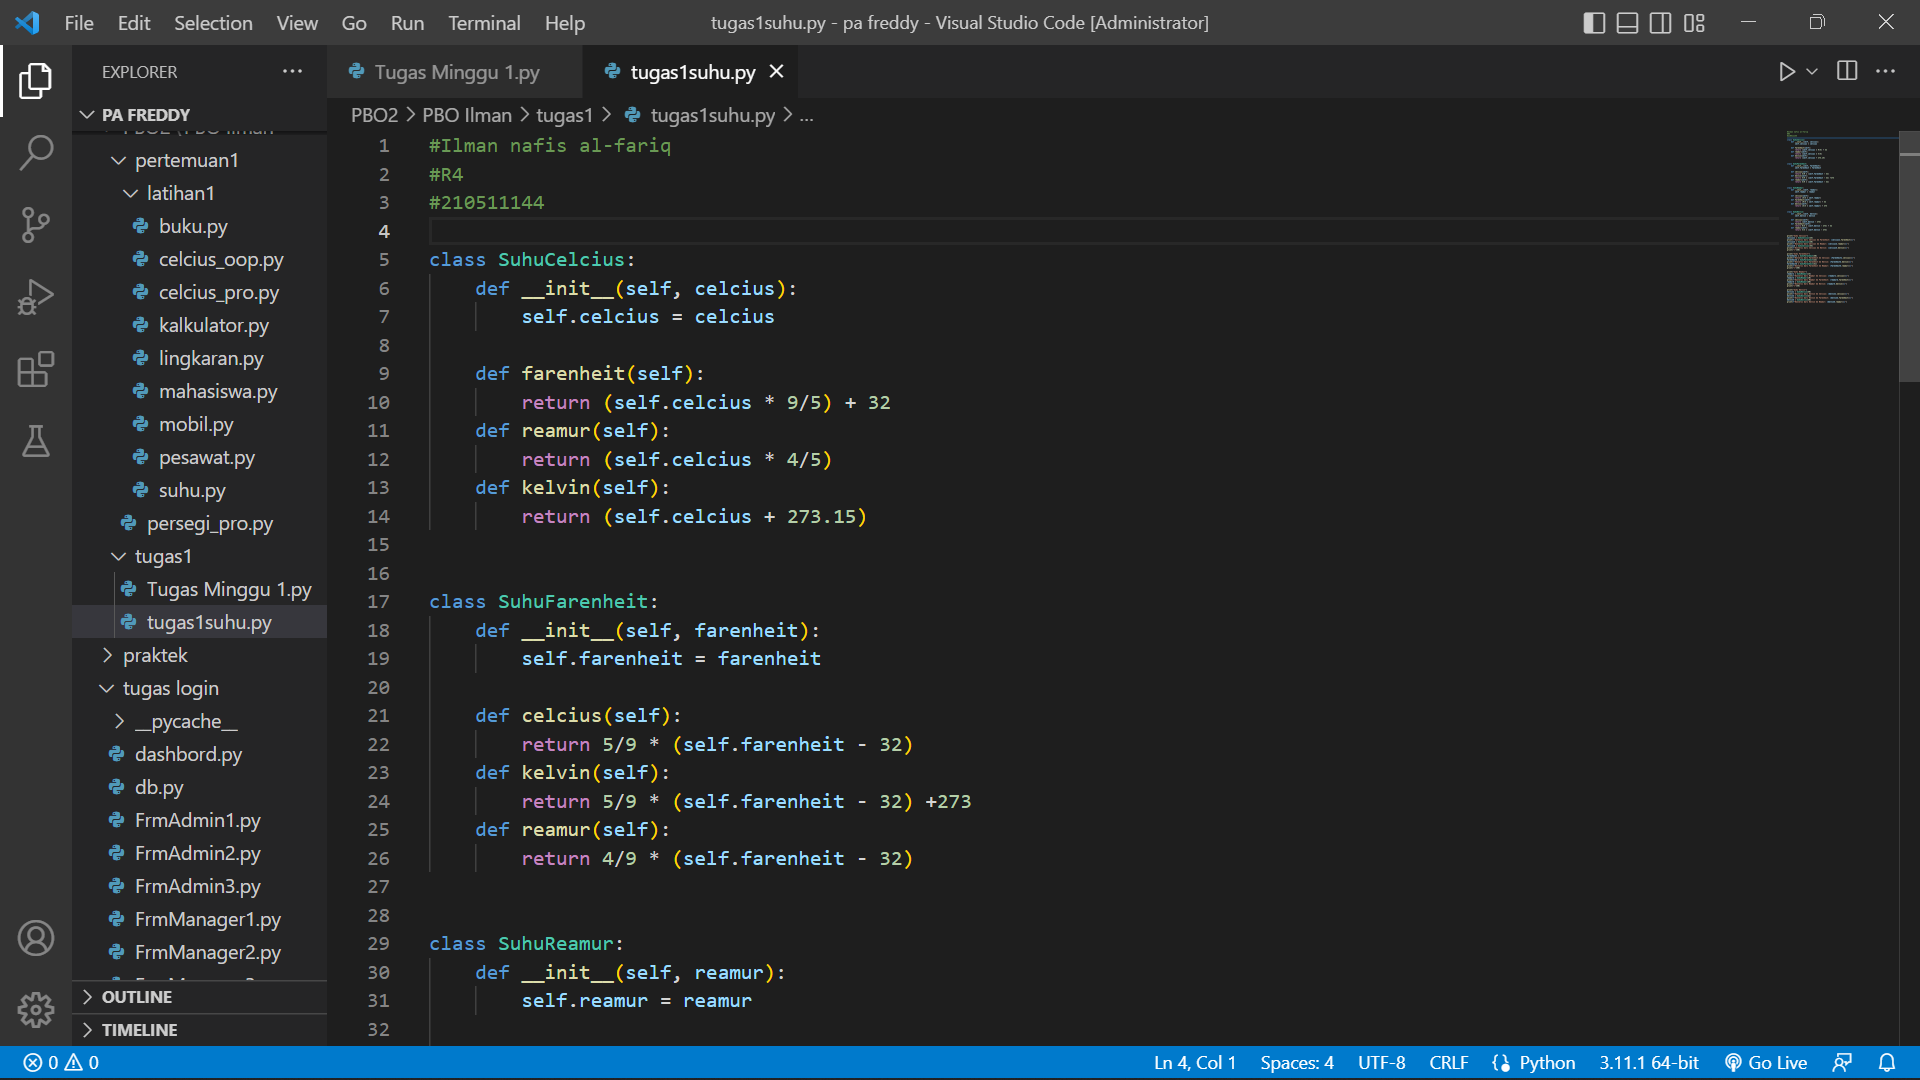 File Edit Selection View Go Run Terminal Help
tugas1suhu.py - pa freddy - Visual Studio Code [Administrator]
EXPLORER
PA FREDDY
pertemuan1
latihan1
buku.py
celcius_oop.py
celcius_pro.py
kalkulator.py
lingkaran.py
mahasiswa.py
mobil.py
pesawat.py
suhu.py
persegi_pro.py
tugas1
Tugas Minggu 1.py
tugas1suhu.py
praktek
tugas login
__pycache__
dashbord.py
db.py
FrmAdmin1.py
FrmAdmin2.py
FrmAdmin3.py
FrmManager1.py
FrmManager2.py
OUTLINE
TIMELINE
Tugas Minggu 1.py
tugas1suhu.py
PBO2 > PBO Ilman > tugas1 > tugas1suhu.py > ...
1 #Ilman nafis al-fariq
2 #R4
3 #210511144
4
5 class SuhuCelcius:
6 def __init__(self, celcius):
7 self.celcius = celcius
8
9 def farenheit(self):
10 return (self.celcius * 9/5) + 32
11 def reamur(self):
12 return (self.celcius * 4/5)
13 def kelvin(self):
14 return (self.celcius + 273.15)
15
16
17 class SuhuFarenheit:
18 def __init__(self, farenheit):
19 self.farenheit = farenheit
20
21 def celcius(self):
22 return 5/9 * (self.farenheit - 32)
23 def kelvin(self):
24 return 5/9 * (self.farenheit - 32) +273
25 def reamur(self):
26 return 4/9 * (self.farenheit - 32)
27
28
29 class SuhuReamur:
30 def __init__(self, reamur):
31 self.reamur = reamur
32
0 0
Ln 4, Col 1 Spaces: 4 UTF-8 CRLF Python 3.11.1 64-bit Go Live